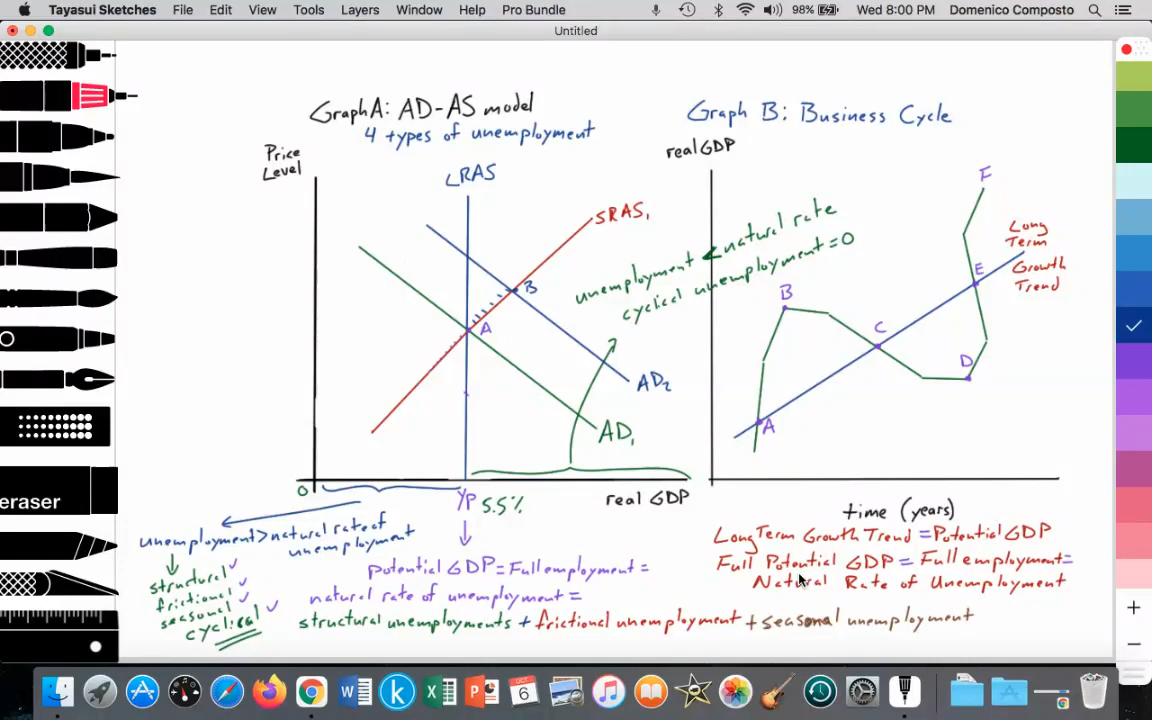 Tayasui Sketches File Edit View Tools Layers Window Help Pro Bundle 98% Wed 8:00 PM Domenico Composto
Untitled
Graph A: AD-AS model
4 types of unemployment
Price
Level
LRAS
SRAS1
B
A
AD2
AD1
unemployment < natural rate
cyclical unemployment = 0
0
Yp 5.5%
real GDP
unemployment > natural rate of
unemployment
structural
frictional
seasonal
cyclical
Potential GDP = Full employment =
natural rate of unemployment =
structural unemployments + frictional unemployment + seasonal unemployment
Graph B: Business Cycle
real GDP
F
Long
Term
Growth
Trend
E
B
C
D
A
time (years)
Long Term Growth Trend = Potential GDP
Full Potential GDP = Full employment =
Natural Rate of Unemployment
eraser
OCT
6